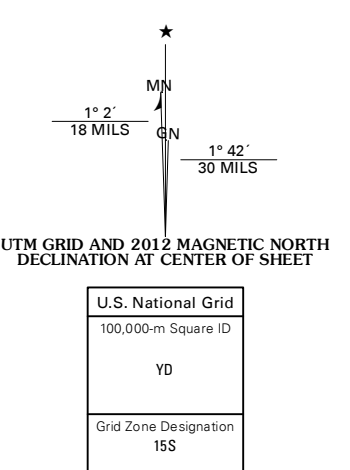 MN
1° 2´
18 MILS
GN
1° 42´
30 MILS
UTM GRID AND 2012 MAGNETIC NORTH
DECLINATION AT CENTER OF SHEET
U.S. National Grid
100,000-m Square ID
YD
Grid Zone Designation
15S